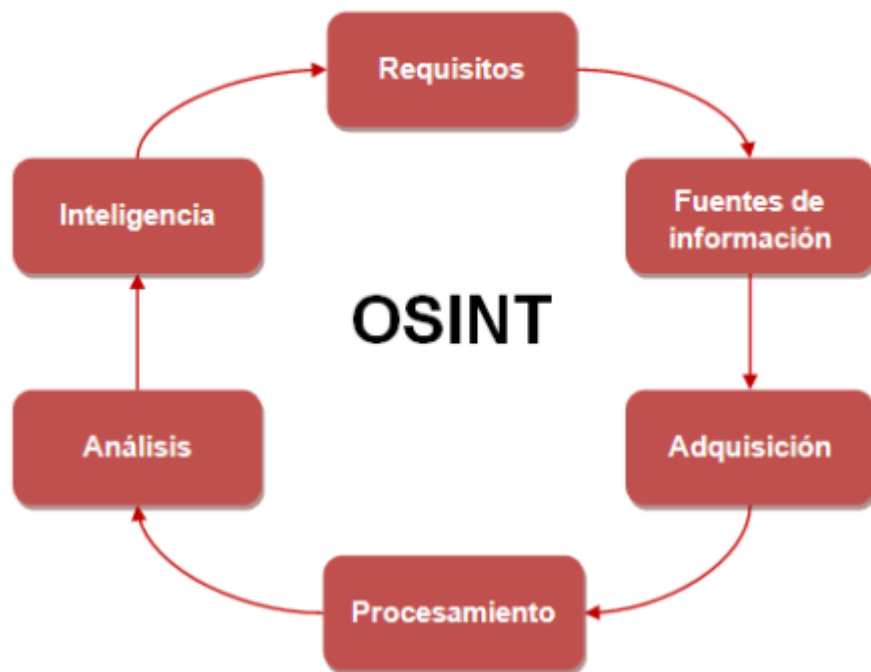 Requisitos
Fuentes de
información
Adquisición
Procesamiento
Análisis
Inteligencia
OSINT